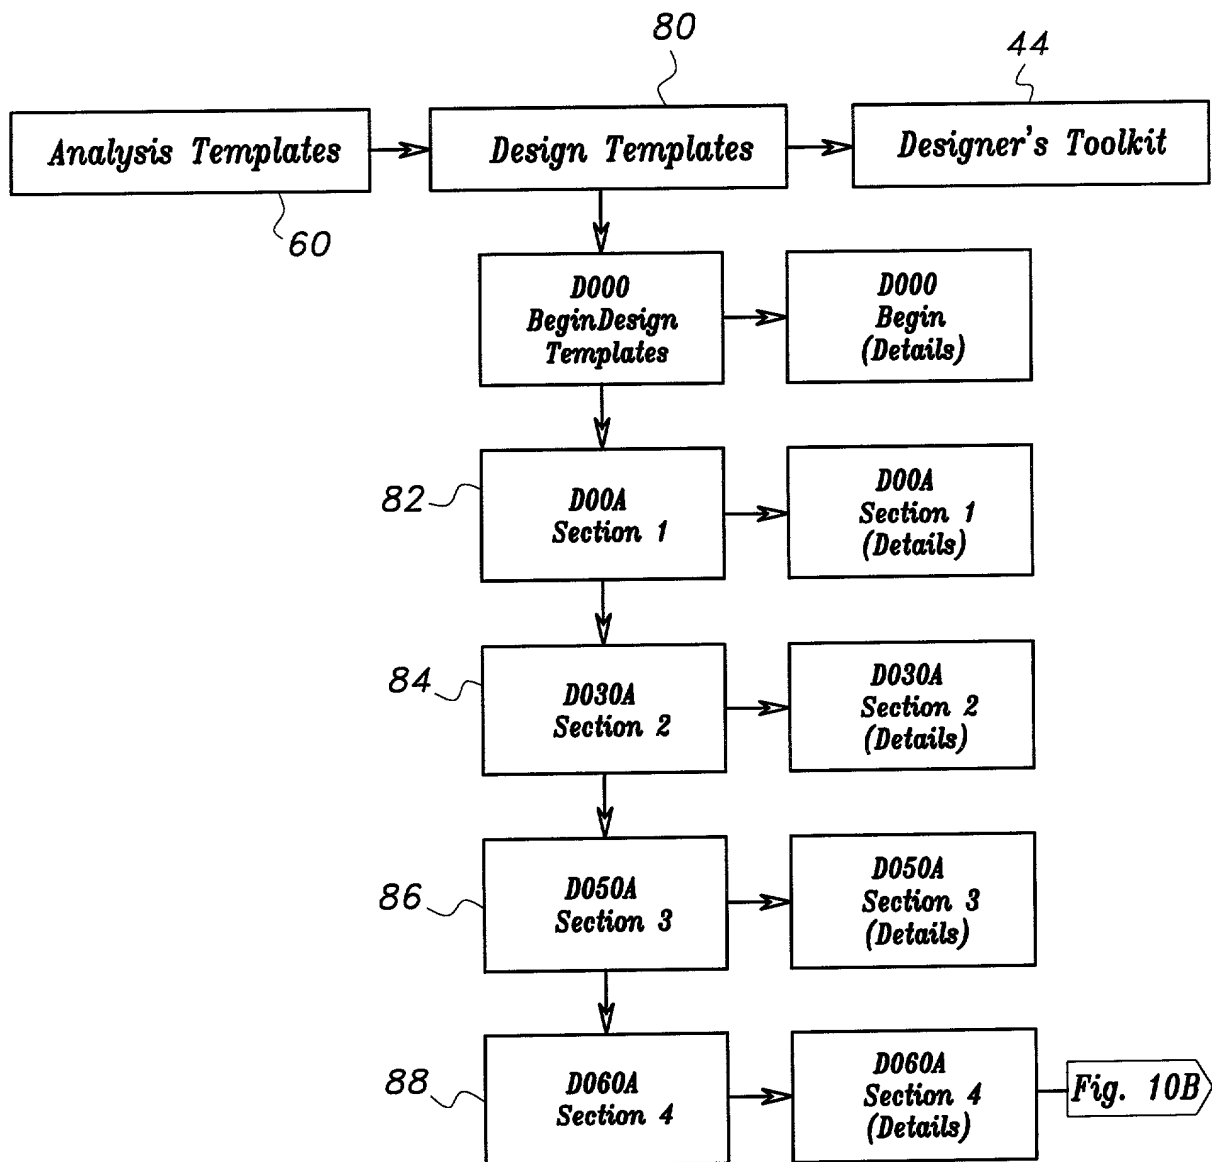 80
44
Analysis Templates
Design Templates
Designer's Toolkit
60
D000
BeginDesign
Templates
D000
Begin
(Details)
82
D00A
Section 1
D00A
Section 1
(Details)
84
D030A
Section 2
D030A
Section 2
(Details)
86
D050A
Section 3
D050A
Section 3
(Details)
88
D060A
Section 4
D060A
Section 4
(Details)
Fig. 10B